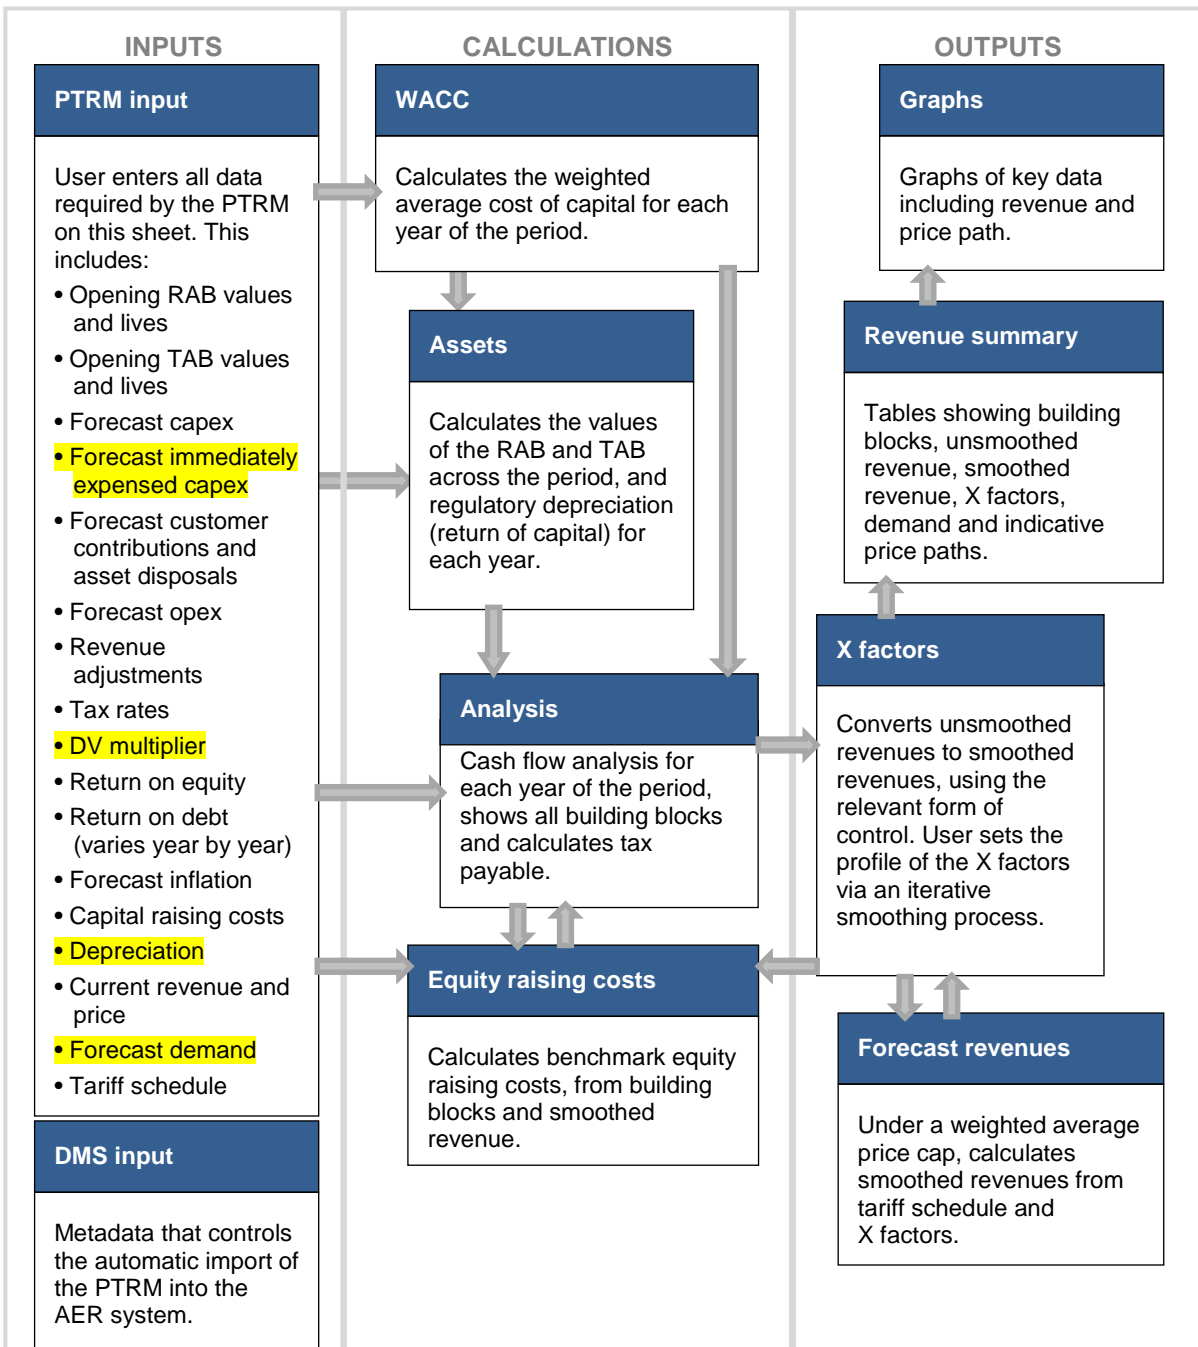 INPUTS
PTRM input
User enters all data
required by the PTRM
on this sheet. This
includes:
• Opening RAB values
and lives
• Opening TAB values
and lives
• Forecast capex
• Forecast immediately
expensed capex
• Forecast customer
contributions and
asset disposals
• Forecast opex
• Revenue
adjustments
• Tax rates
• DV multiplier
• Return on equity
• Return on debt
(varies year by year)
• Forecast inflation
• Capital raising costs
• Depreciation
• Current revenue and
price
• Forecast demand
• Tariff schedule
DMS input
Metadata that controls
the automatic import of
the PTRM into the
AER system.
CALCULATIONS
WACC
Calculates the weighted
average cost of capital for each
year of the period.
Assets
Calculates the values
of the RAB and TAB
across the period, and
regulatory depreciation
(return of capital) for
each year.
Analysis
Cash flow analysis for
each year of the period,
shows all building blocks
and calculates tax
payable.
Equity raising costs
Calculates benchmark equity
raising costs, from building
blocks and smoothed
revenue.
OUTPUTS
Graphs
Graphs of key data
including revenue and
price path.
Revenue summary
Tables showing building
blocks, unsmoothed
revenue, smoothed
revenue, X factors,
demand and indicative
price paths.
X factors
Converts unsmoothed
revenues to smoothed
revenues, using the
relevant form of
control. User sets the
profile of the X factors
via an iterative
smoothing process.
Forecast revenues
Under a weighted average
price cap, calculates
smoothed revenues from
tariff schedule and
X factors.